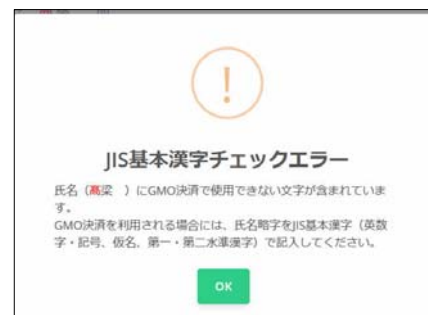 JIS基本漢字チェックエラー
氏名（髙梁　）にGMO決済で使用できない文字が含まれていま
す。
GMO決済を利用される場合には、氏名略字をJIS基本漢字（英数
字・記号、仮名、第一・第二水準漢字）で記入してください。
OK